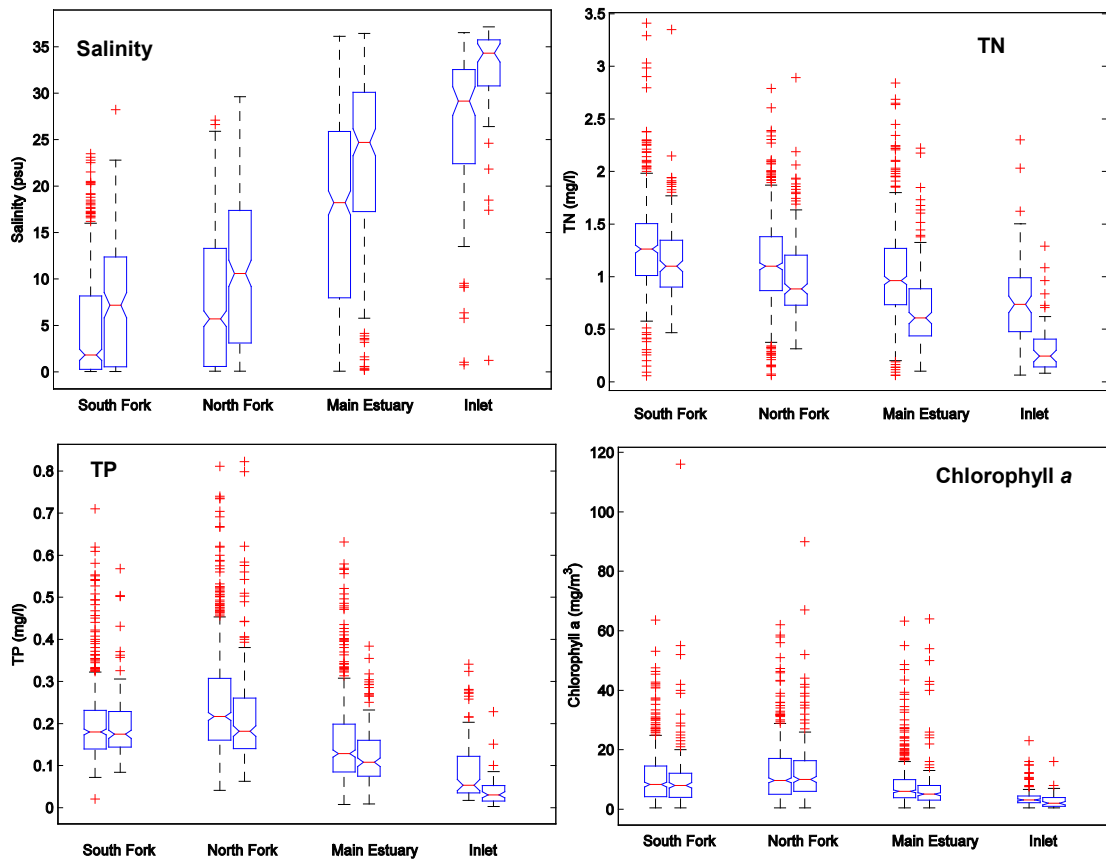 Salinity
Salinity (psu)
35
30
25
20
15
10
5
0
South Fork North Fork Main Estuary Inlet
TN
TN (mg/l)
3.5
3
2.5
2
1.5
1
0.5
0
South Fork North Fork Main Estuary Inlet
TP
TP (mg/l)
0.8
0.7
0.6
0.5
0.4
0.3
0.2
0.1
0
South Fork North Fork Main Estuary Inlet
Chlorophyll a
Chlorophyll a (mg/m³)
120
100
80
60
40
20
0
South Fork North Fork Main Estuary Inlet